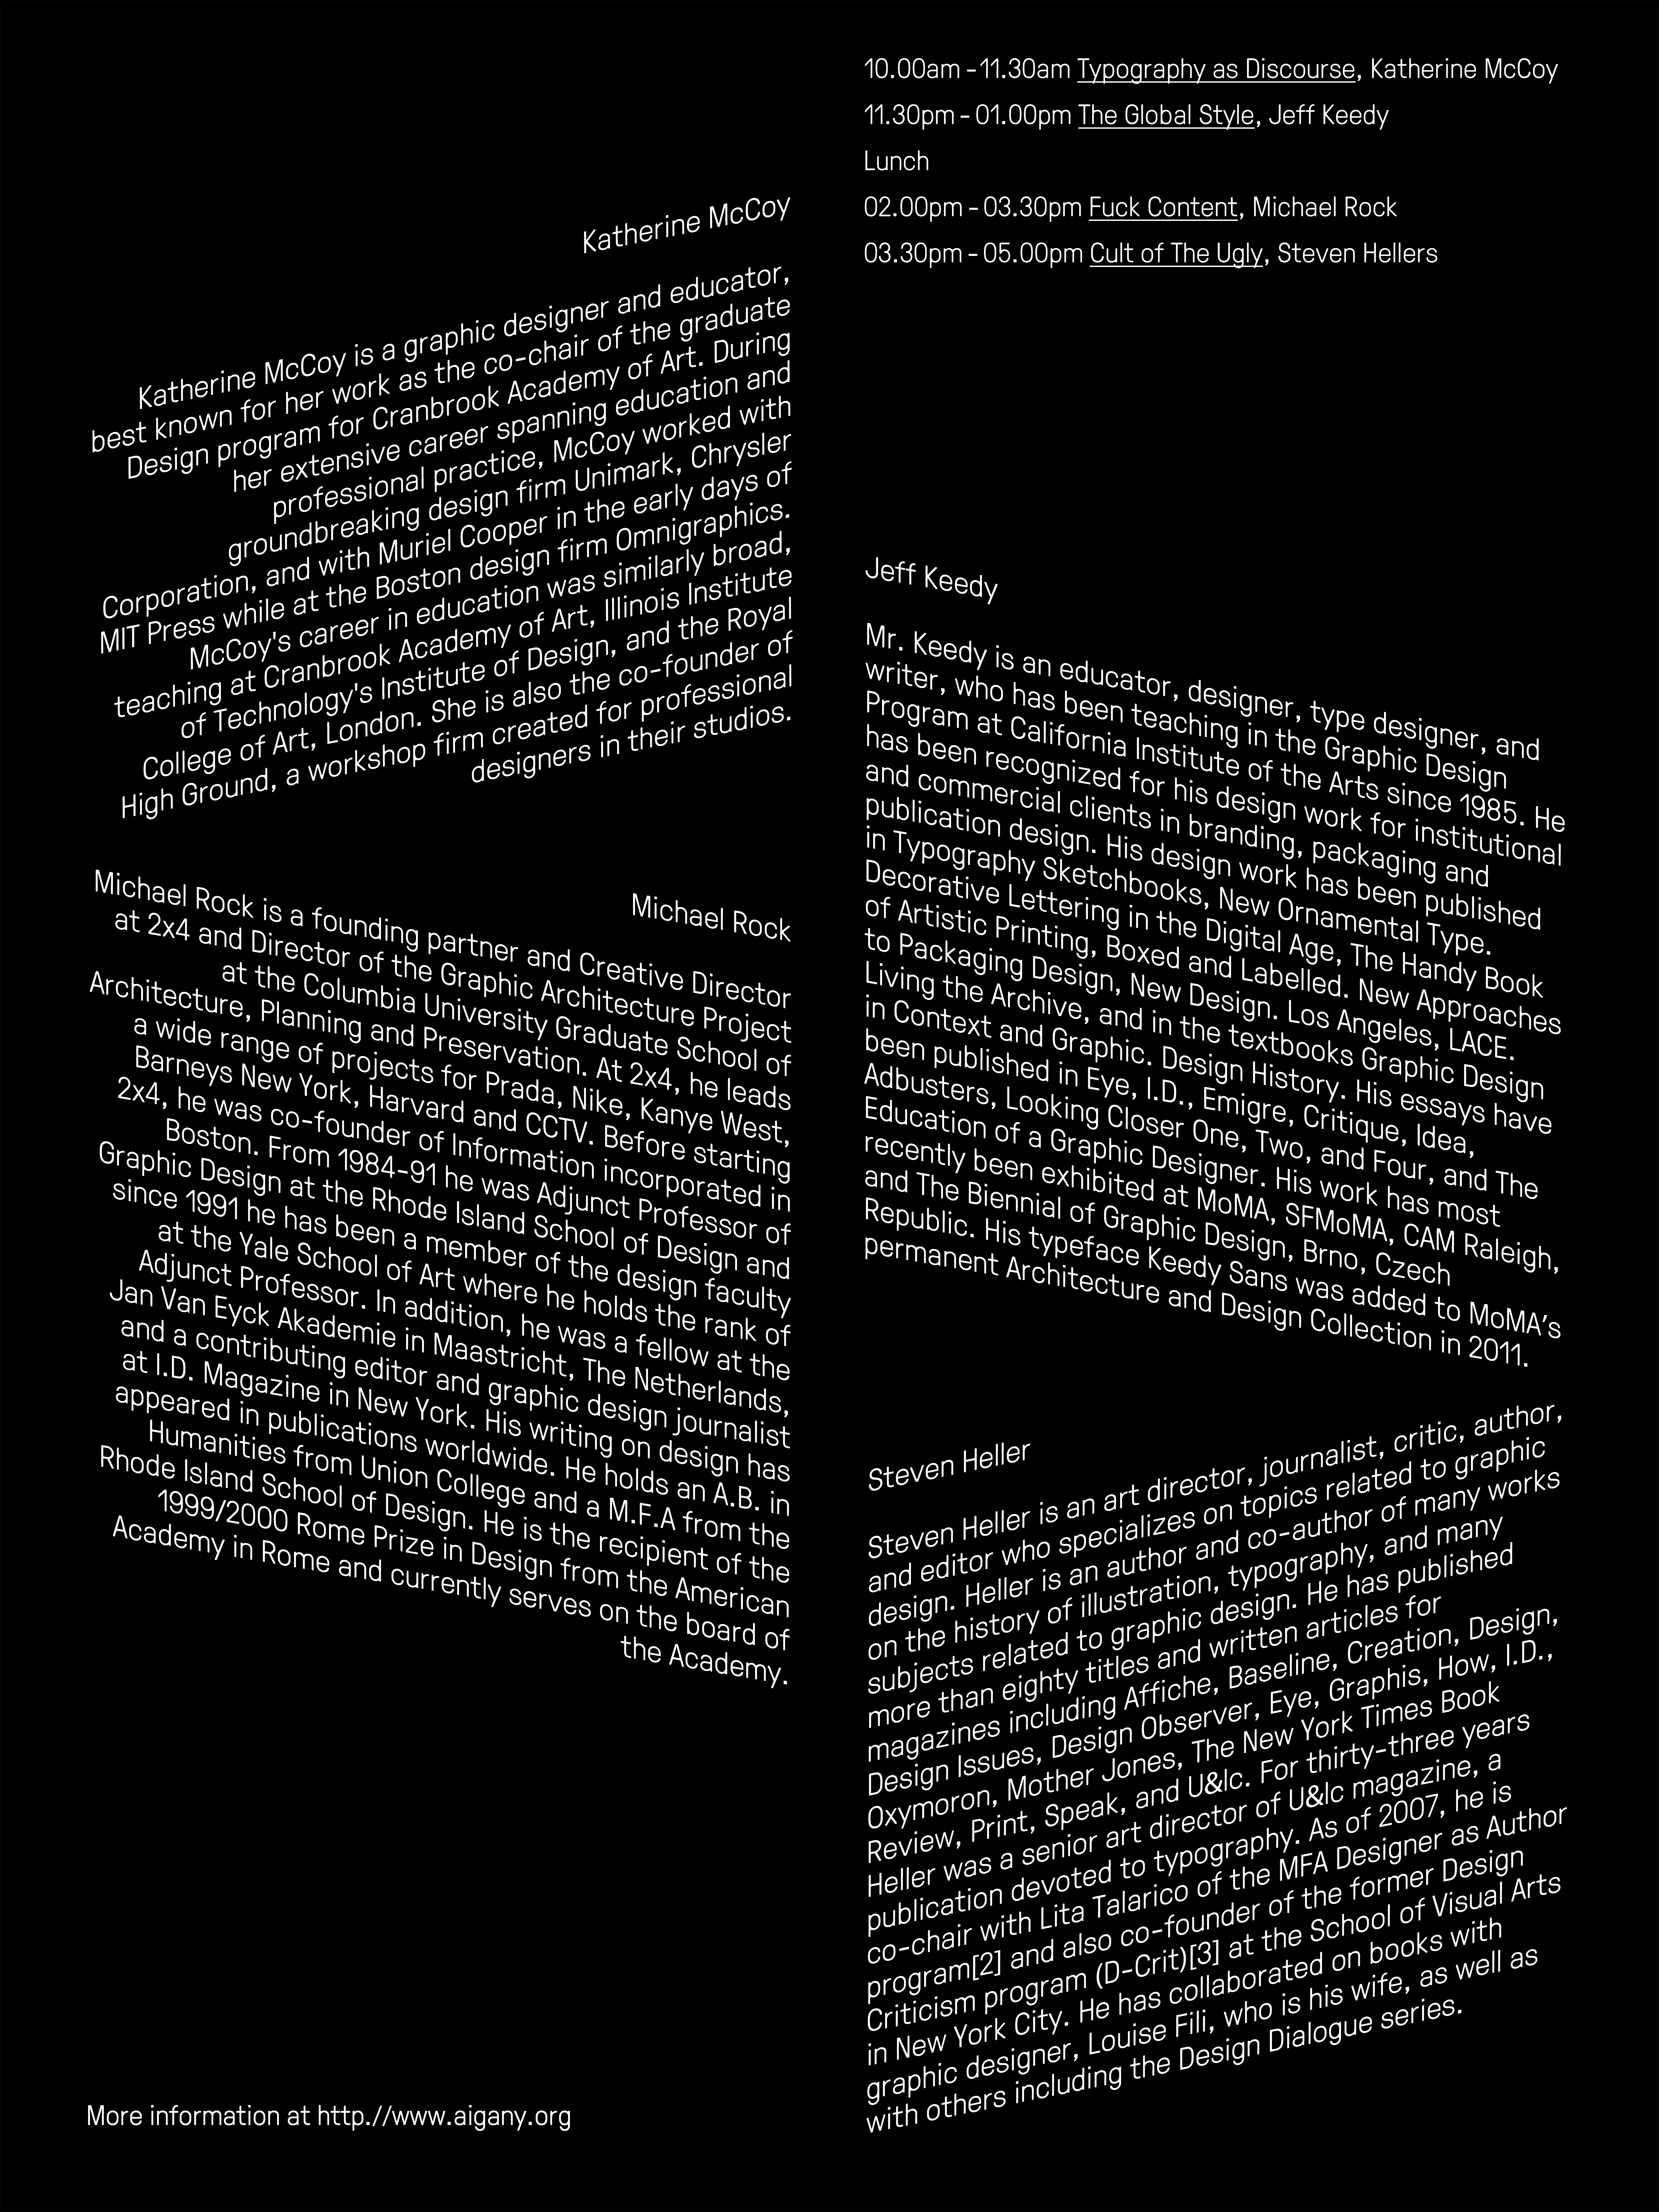 10.00am - 11.30am Typography as Discourse, Katherine McCoy
11.30pm - 01.00pm The Global Style, Jeff Keedy
Lunch
02.00pm - 03.30pm Fuck Content, Michael Rock
03.30pm - 05.00pm Cult of The Ugly, Steven Hellers
Katherine McCoy
Katherine McCoy is a graphic designer and educator,
best known for her work as the co-chair of the graduate
Design program for Cranbrook Academy of Art. During
her extensive career spanning education and
professional practice, McCoy worked with
groundbreaking design firm Unimark, Chrysler
Corporation, and with Muriel Cooper in the early days of
MIT Press while at the Boston design firm Omnigraphics.
McCoy's career in education was similarly broad,
teaching at Cranbrook Academy of Art, Illinois Institute
of Technology's Institute of Design, and the Royal
College of Art, London. She is also the co-founder of
High Ground, a workshop firm created for professional
designers in their studios.
Jeff Keedy
Mr. Keedy is an educator, designer, type designer, and
writer, who has been teaching in the Graphic Design
Program at California Institute of the Arts since 1985. He
has been recognized for his design work for institutional
and commercial clients in branding, packaging and
publication design. His design work has been published
in Typography Sketchbooks, New Ornamental Type.
Decorative Lettering in the Digital Age, The Handy Book
of Artistic Printing, Boxed and Labelled. New Approaches
to Packaging Design, New Design. Los Angeles, LACE.
Living the Archive, and in the textbooks Graphic Design
in Context and Graphic. Design History. His essays have
been published in Eye, I.D., Emigre, Critique, Idea,
Adbusters, Looking Closer One, Two, and Four, and The
Education of a Graphic Designer. His work has most
recently been exhibited at MoMA, SFMoMA, CAM Raleigh,
and The Biennial of Graphic Design, Brno, Czech
Republic. His typeface Keedy Sans was added to MoMA's
permanent Architecture and Design Collection in 2011.
Michael Rock
Michael Rock is a founding partner and Creative Director
at 2x4 and Director of the Graphic Architecture Project
at the Columbia University Graduate School of
Architecture, Planning and Preservation. At 2x4, he leads
a wide range of projects for Prada, Nike, Kanye West,
Barneys New York, Harvard and CCTV. Before starting
2x4, he was co-founder of Information incorporated in
Boston. From 1984-91 he was Adjunct Professor of
Graphic Design at the Rhode Island School of Design and
since 1991 he has been a member of the design faculty
at the Yale School of Art where he holds the rank of
Adjunct Professor. In addition, he was a fellow at the
Jan Van Eyck Akademie in Maastricht, The Netherlands,
and a contributing editor and graphic design journalist
at I.D. Magazine in New York. His writing on design has
appeared in publications worldwide. He holds an A.B. in
Humanities from Union College and a M.F.A from the
Rhode Island School of Design. He is the recipient of the
1999/2000 Rome Prize in Design from the American
Academy in Rome and currently serves on the board of
the Academy.
Steven Heller
Steven Heller is an art director, journalist, critic, author,
and editor who specializes on topics related to graphic
design. Heller is an author and co-author of many works
on the history of illustration, typography, and many
subjects related to graphic design. He has published
more than eighty titles and written articles for
magazines including Affiche, Baseline, Creation, Design,
Design Issues, Design Observer, Eye, Graphis, How, I.D.,
Oxymoron, Mother Jones, The New York Times Book
Review, Print, Speak, and U&lc. For thirty-three years
Heller was a senior art director of U&lc magazine, a
publication devoted to typography. As of 2007, he is
co-chair with Lita Talarico of the MFA Designer as Author
program[2] and also co-founder of the former Design
Criticism program (D-Crit)[3] at the School of Visual Arts
in New York City. He has collaborated on books with
graphic designer, Louise Fili, who is his wife, as well as
with others including the Design Dialogue series.
More information at http.//www.aigany.org